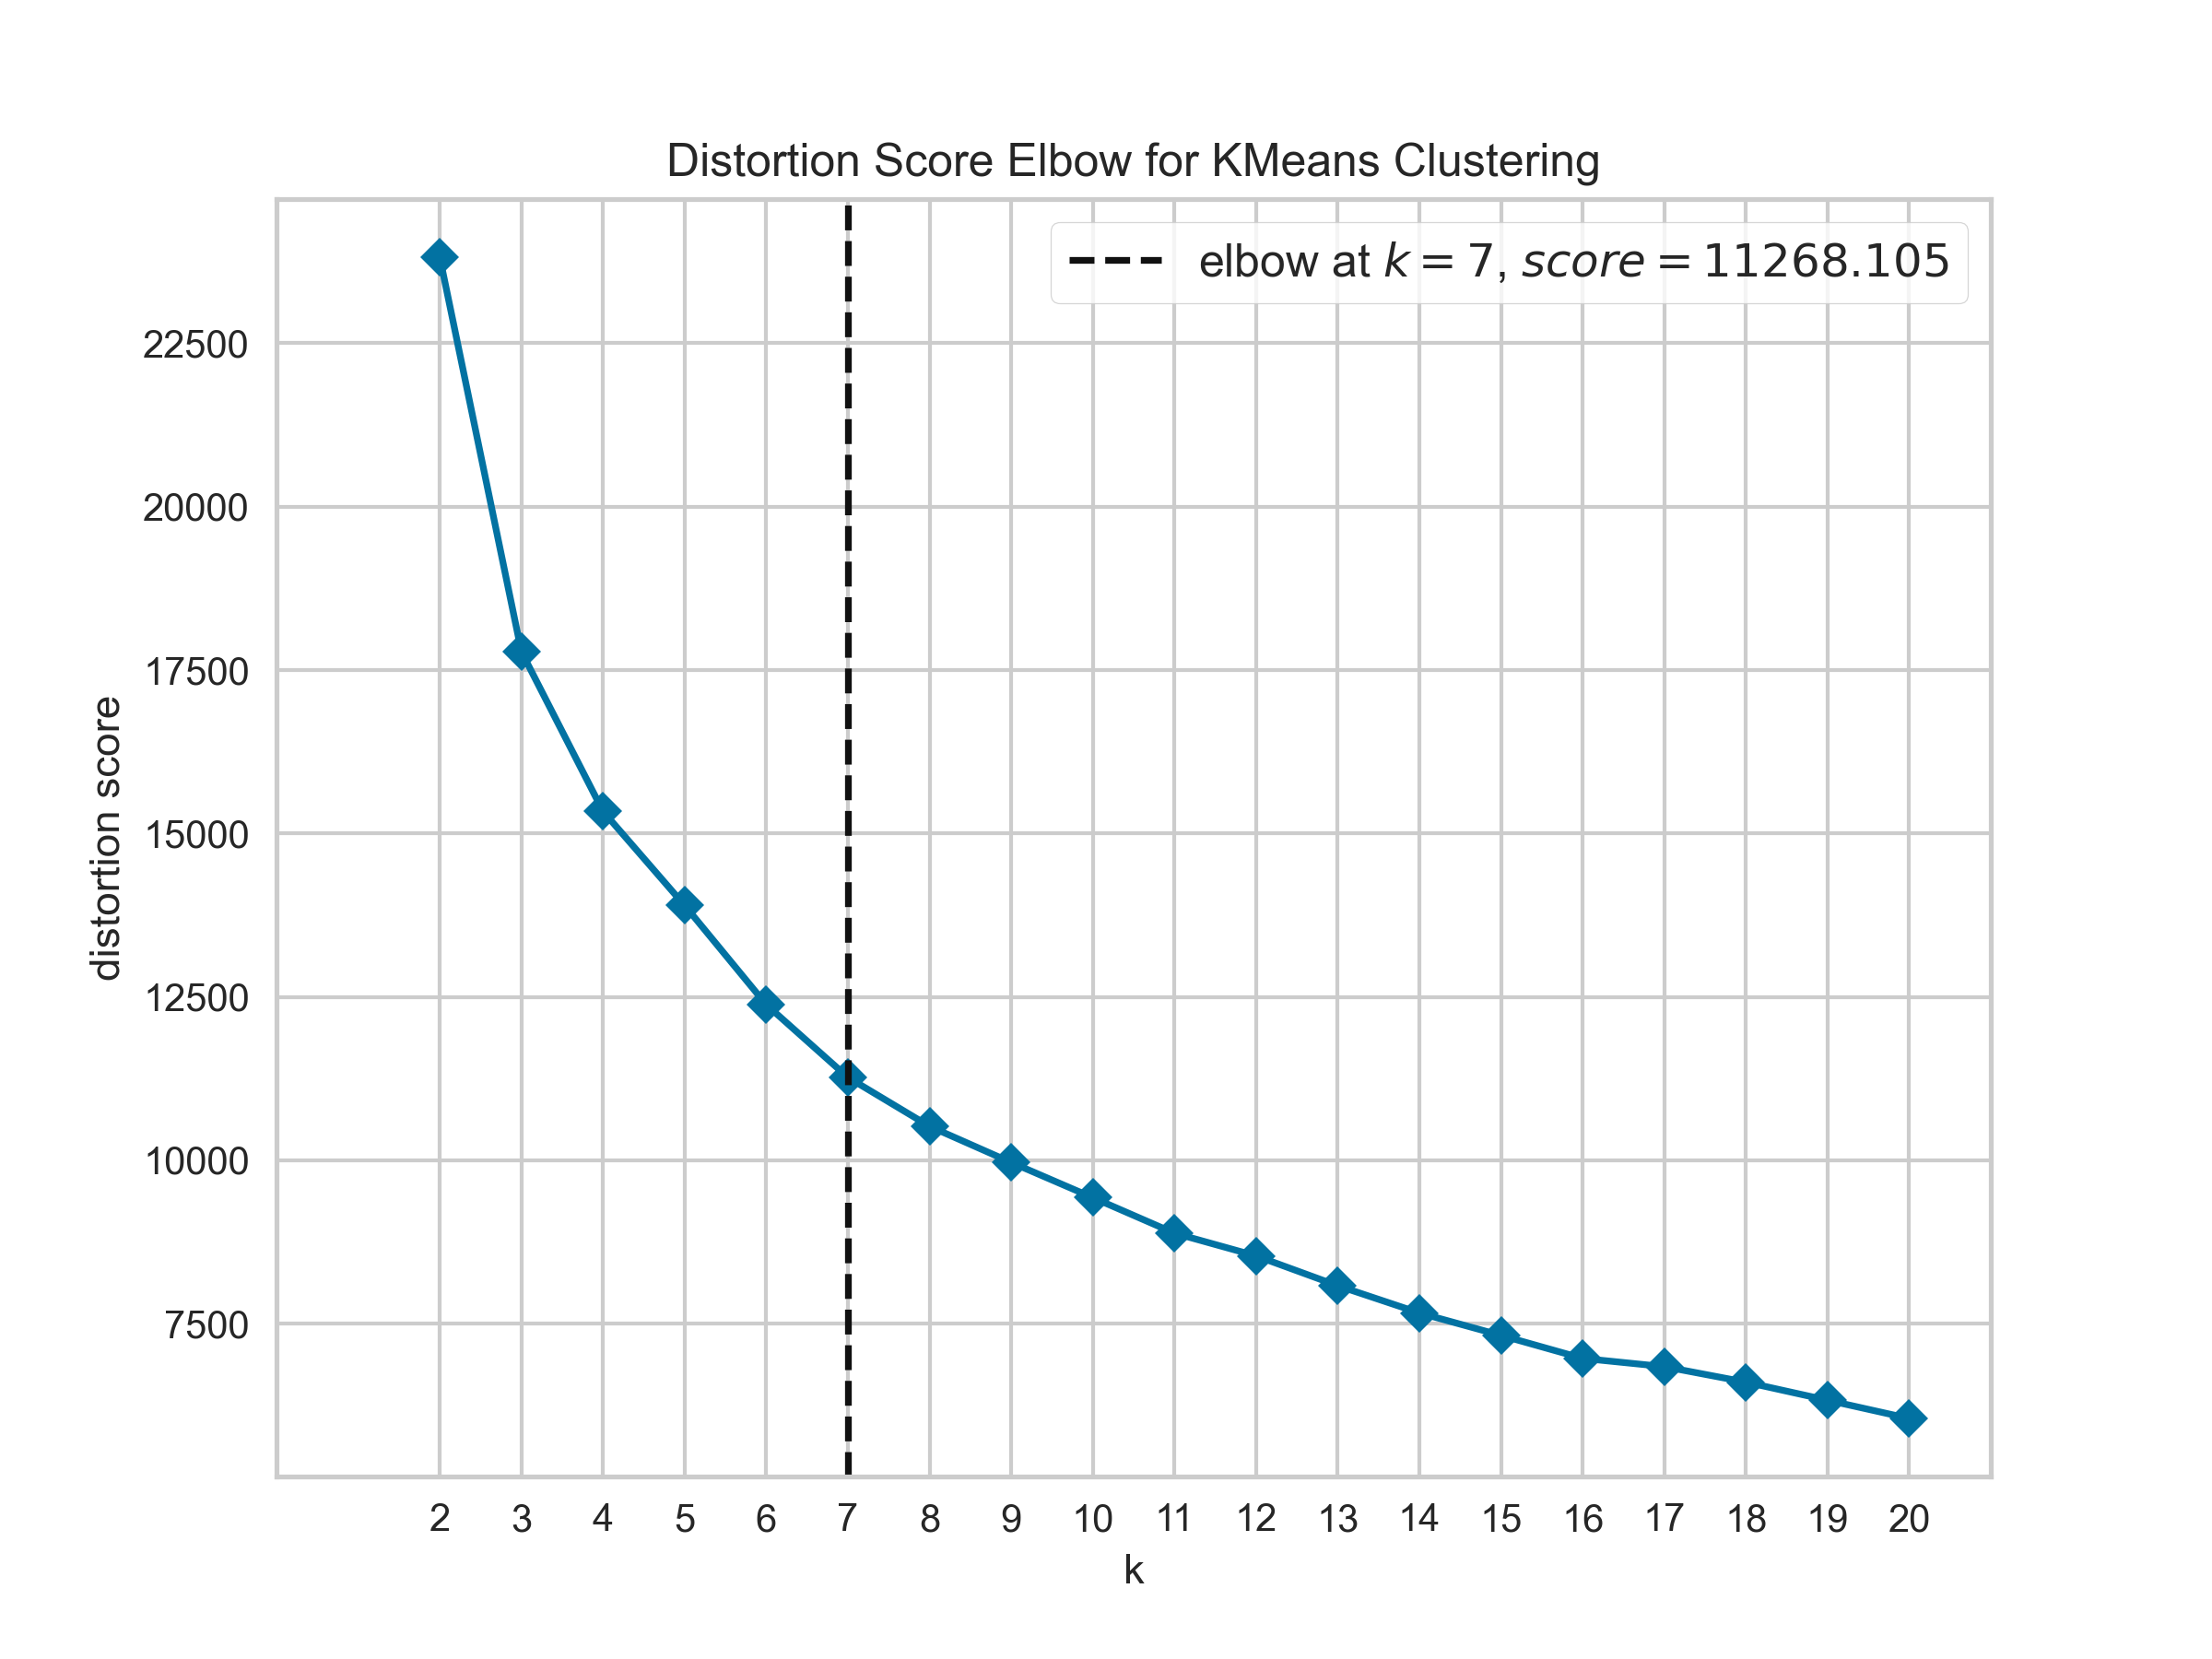 Distortion Score Elbow for KMeans Clustering
elbow at k = 7, score = 11268.105
distortion score
22500
20000
17500
15000
12500
10000
7500
2 3 4 5 6 7 8 9 10 11 12 13 14 15 16 17 18 19 20
k